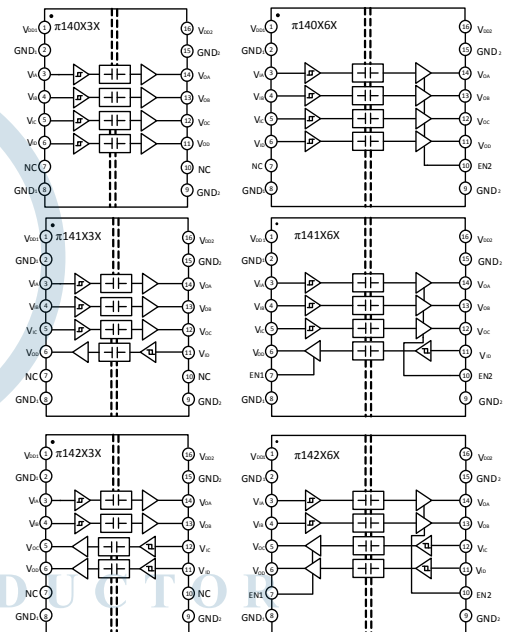 π140X3X
VDD1 1
16 VDD2
GND1 2
15 GND2
VIA 3
14 VOA
VIB 4
13 VOB
VIC 5
12 VOC
VID 6
11 VOD
NC 7
10 NC
GND1 8
9 GND2
π140X6X
VDD1 1
16 VDD2
GND1 2
15 GND2
VIA 3
14 VOA
VIB 4
13 VOB
VIC 5
12 VOC
VID 6
11 VOD
NC 7
10 EN2
GND1 8
9 GND2
π141X3X
VDD1 1
16 VDD2
GND1 2
15 GND2
VIA 3
14 VOA
VIB 4
13 VOB
VIC 5
12 VOC
VOD 6
11 VID
NC 7
10 NC
GND1 8
9 GND2
π141X6X
VDD1 1
16 VDD2
GND1 2
15 GND2
VIA 3
14 VOA
VIB 4
13 VOB
VIC 5
12 VOC
VOD 6
11 VID
EN1 7
10 EN2
GND1 8
9 GND2
π142X3X
VDD1 1
16 VDD2
GND1 2
15 GND2
VIA 3
14 VOA
VIB 4
13 VOB
VOC 5
12 VIC
VOD 6
11 VID
NC 7
10 NC
GND1 8
9 GND2
π142X6X
VDD1 1
16 VDD2
GND1 2
15 GND2
VIA 3
14 VOA
VIB 4
13 VOB
VOC 5
12 VIC
VOD 6
11 VID
EN1 7
10 EN2
GND1 8
9 GND2
DUCTOR